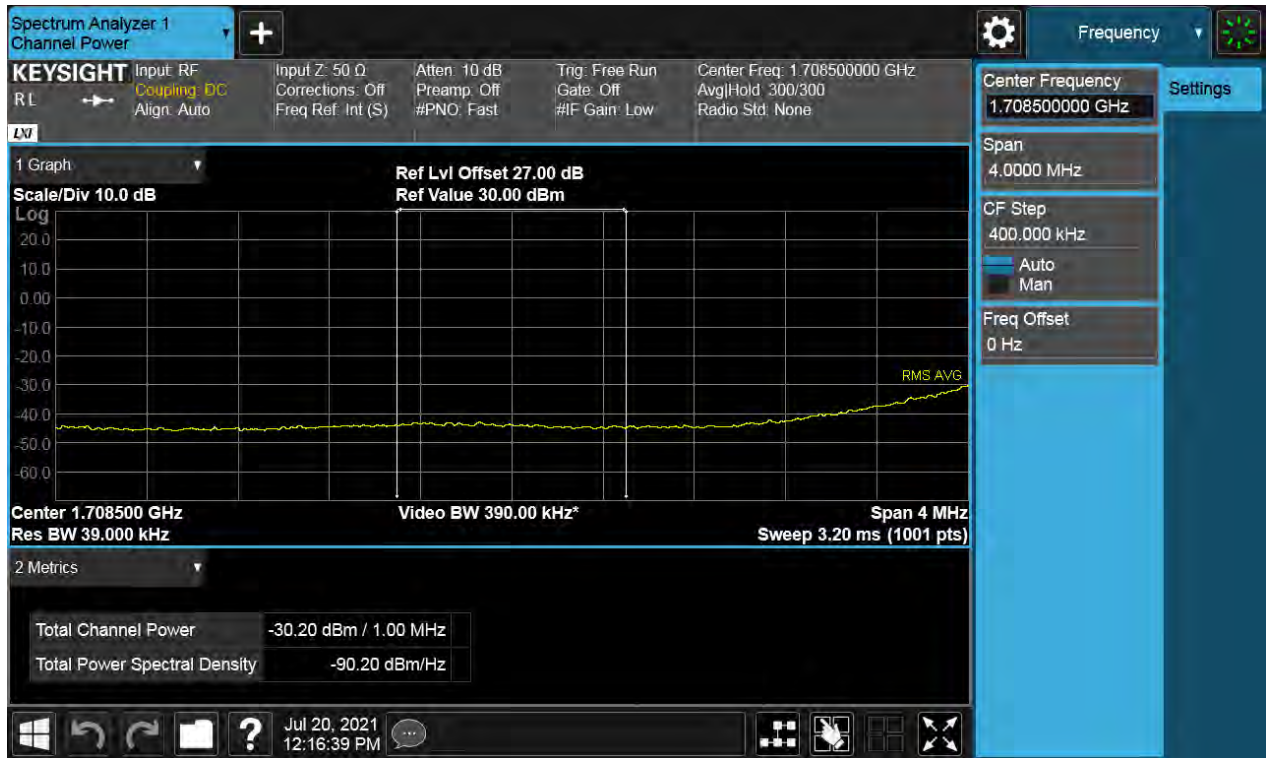 Spectrum Analyzer 1
Channel Power
+
Frequency
KEYSIGHT
RL
LXI
Input: RF
Coupling: DC
Align: Auto
Input Z: 50 Ω
Corrections: Off
Freq Ref: Int (S)
Atten: 10 dB
Preamp: Off
#PNO: Fast
Trig: Free Run
Gate: Off
#IF Gain: Low
Center Freq: 1.708500000 GHz
Avg|Hold: 300/300
Radio Std: None
Center Frequency
1.708500000 GHz
Settings
Span
4.0000 MHz
CF Step
400.000 kHz
Auto
Man
Freq Offset
0 Hz
1 Graph
Scale/Div 10.0 dB
Ref Lvl Offset 27.00 dB
Ref Value 30.00 dBm
Log
20.0
10.0
0.00
-10.0
-20.0
-30.0
-40.0
-50.0
-60.0
RMS AVG
Center 1.708500 GHz
Video BW 390.00 kHz*
Span 4 MHz
Res BW 39.000 kHz
Sweep 3.20 ms (1001 pts)
2 Metrics
Total Channel Power -30.20 dBm / 1.00 MHz
Total Power Spectral Density -90.20 dBm/Hz
?
Jul 20, 2021
12:16:39 PM